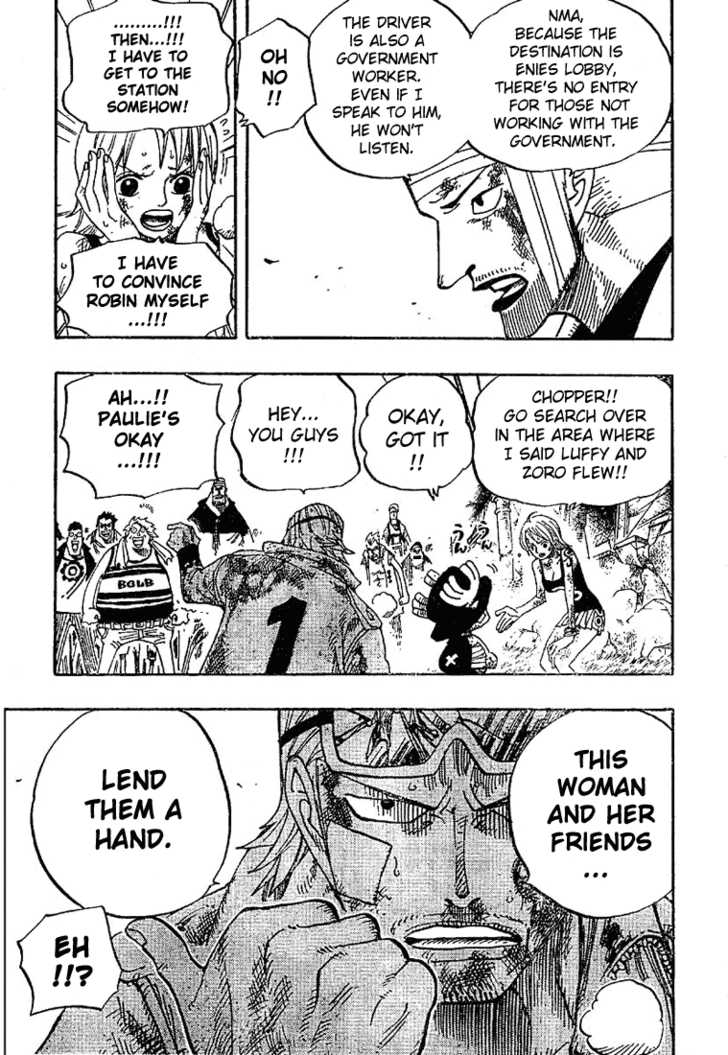 NMA,
BECAUSE THE
DESTINATION IS
ENIES LOBBY,
THERE'S NO ENTRY
FOR THOSE NOT
WORKING WITH THE
GOVERNMENT.
THE DRIVER
IS ALSO A
GOVERNMENT
WORKER.
EVEN IF I
SPEAK TO HIM,
HE WON'T
LISTEN.
OH
NO
!!
.........!!!
THEN...!!!
I HAVE TO
GET TO THE
STATION
SOMEHOW!
I HAVE
TO CONVINCE
ROBIN MYSELF
...!!!
CHOPPER!!
GO SEARCH OVER
IN THE AREA WHERE
I SAID LUFFY AND
ZORO FLEW!!
OKAY,
GOT IT
!!
HEY...
YOU GUYS
!!!
AH...!!
PAULIE'S
OKAY
...!!!
BGLB
1
THIS
WOMAN
AND HER
FRIENDS
...
LEND
THEM A
HAND.
EH
!!?